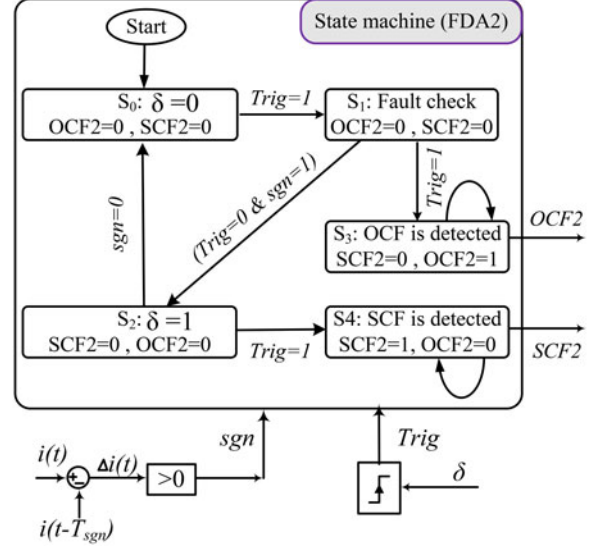 Start
State machine (FDA2)
S₀: δ =0
OCF2=0 , SCF2=0
Trig=1
S₁: Fault check
OCF2=0 , SCF2=0
sgn=0
(Trig=0 & sgn=1)
Trig=1
S₃: OCF is detected
SCF2=0 , OCF2=1
OCF2
S₂: δ =1
SCF2=0 , OCF2=0
Trig=1
S4: SCF is detected
SCF2=1, OCF2=0
SCF2
sgn
Trig
i(t)
+
−
Δi(t)
>0
δ
i(t-Tsgn)